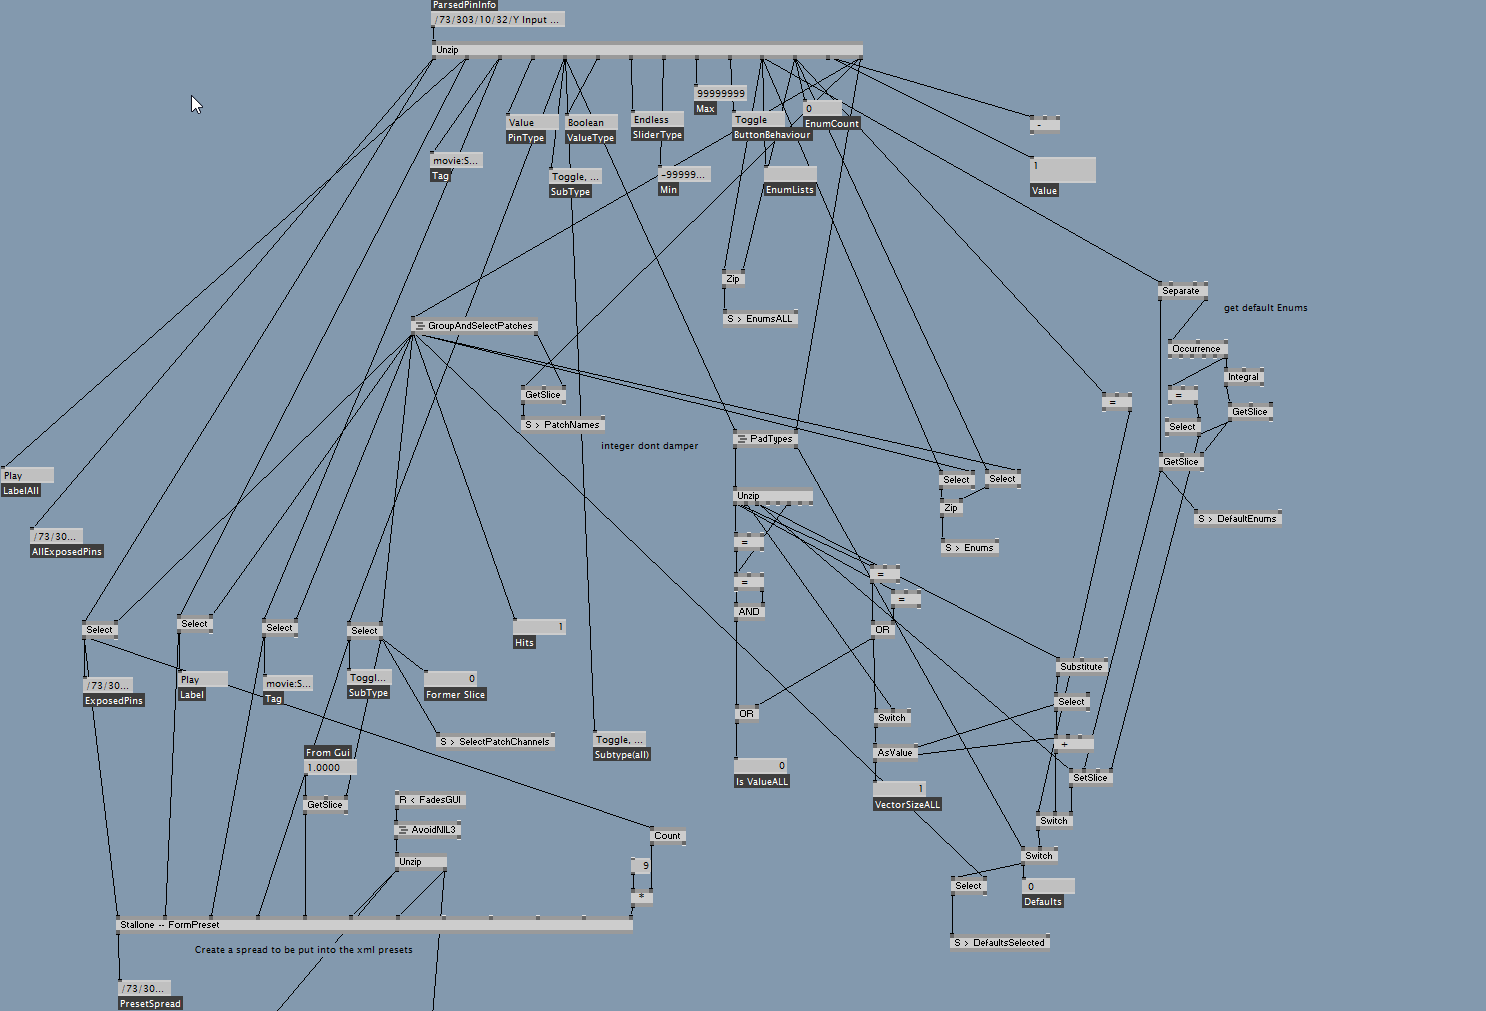 ParsedPinInfo
/73/303/10/32/Y Input ...
Unzip
99999999
Max
Value
PinType
Boolean
ValueType
Endless
SliderType
Toggle
ButtonBehaviour
0
EnumCount
-
movie:S...
Tag
Toggle, ...
SubType
-99999...
Min
EnumLists
1
Value
Zip
S > EnumsALL
Separate
get default Enums
GroupAndSelectPatches
Occurrence
Integral
GetSlice
=
=
GetSlice
S > PatchNames
Select
integer dont damper
PadTypes
GetSlice
Play
LabelAll
Select
Select
Unzip
Zip
S > DefaultEnums
/73/30...
AllExposedPins
=
S > Enums
=
=
=
AND
Select
Select
Select
Select
1
Hits
OR
Substitute
/73/30...
ExposedPins
Play
Label
movie:S...
Tag
Toggl...
SubType
0
Former Slice
Select
OR
Switch
S > SelectPatchChannels
Toggle, ...
Subtype(all)
+
AsValue
From Gui
1.0000
0
Is ValueALL
SetSlice
1
VectorSizeALL
GetSlice
R < FadesGUI
AvoidNIL3
Count
Switch
Unzip
9
Switch
*
Select
0
Defaults
Stallone -- FormPreset
S > DefaultsSelected
Create a spread to be put into the xml presets
/73/30...
PresetSpread